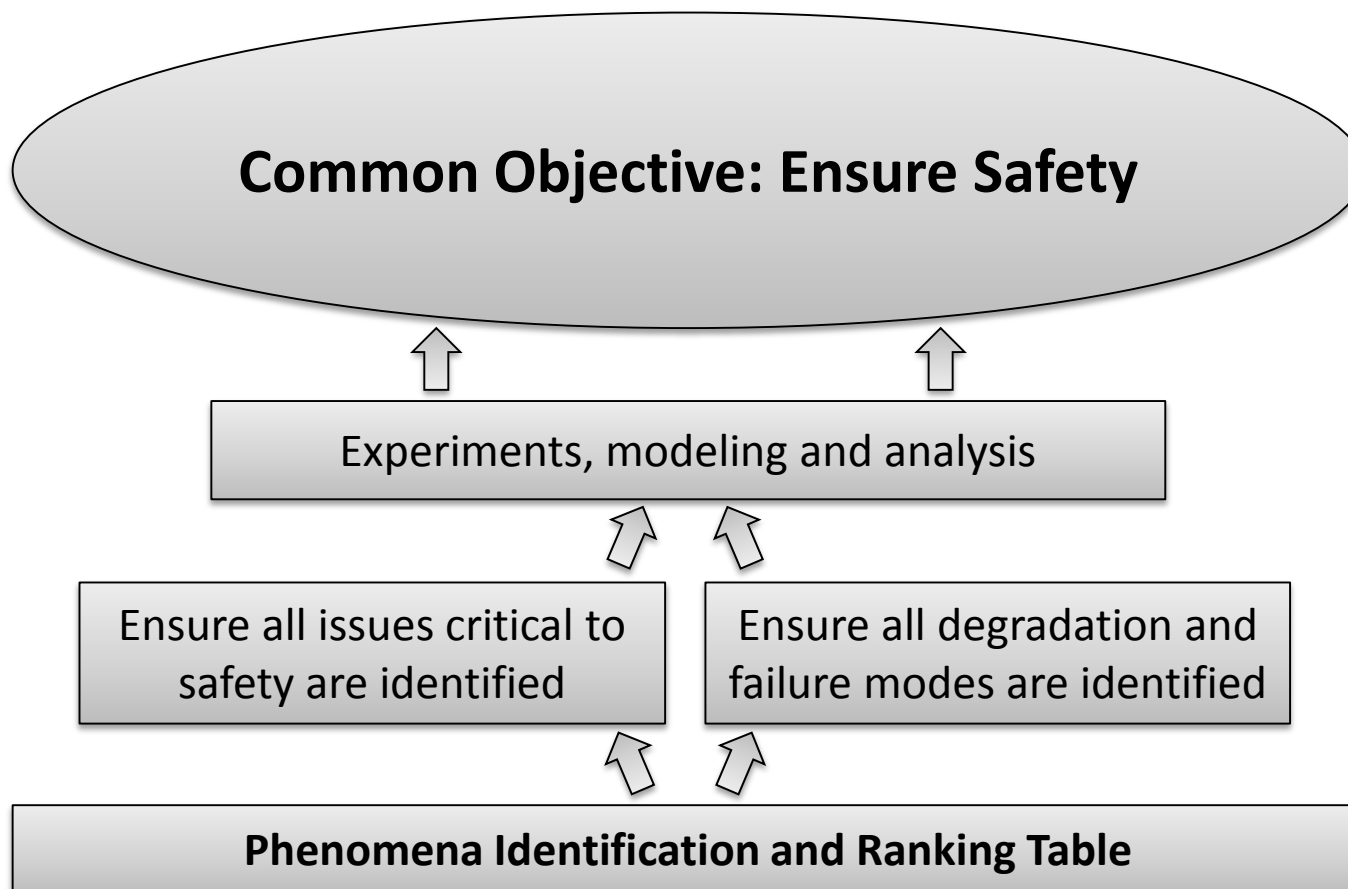 Common Objective: Ensure Safety
Experiments, modeling and analysis
Ensure all issues critical to
safety are identified
Ensure all degradation and
failure modes are identified
Phenomena Identification and Ranking Table